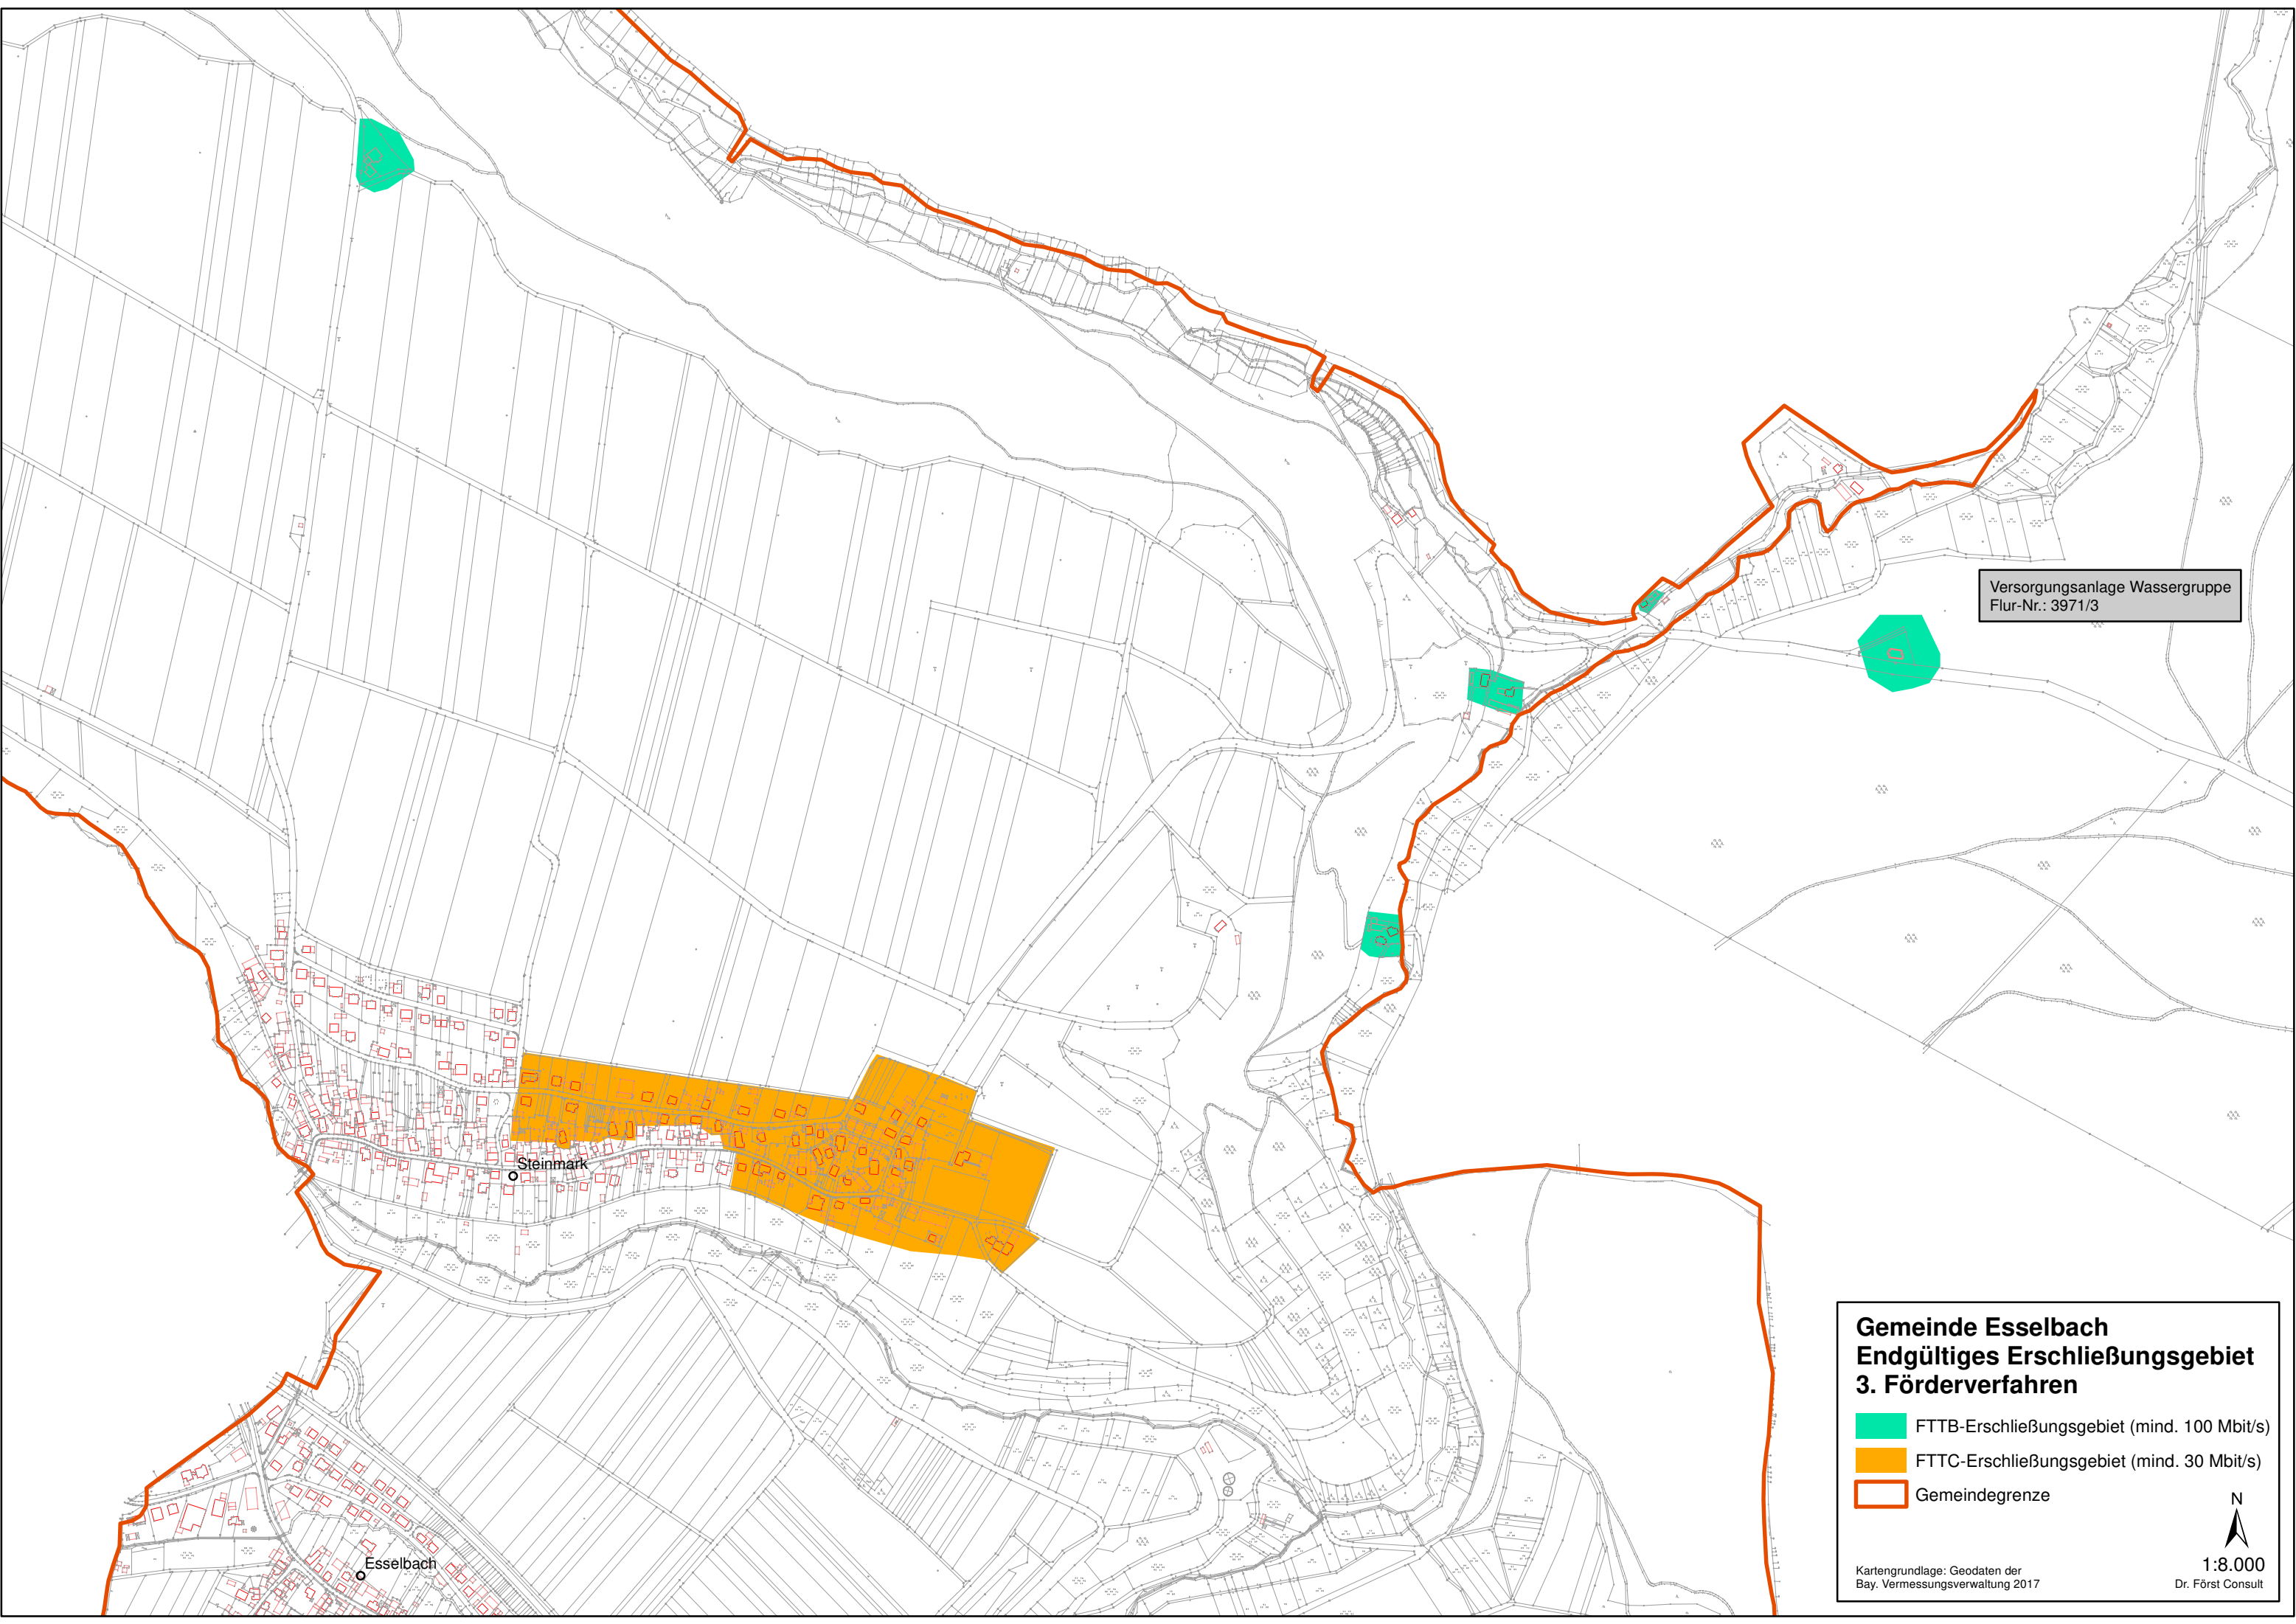 Versorgungsanlage Wassergruppe
Flur-Nr.: 3971/3
Steinmark
Esselbach
Gemeinde Esselbach
Endgültiges Erschließungsgebiet
3. Förderverfahren
FTTB-Erschließungsgebiet (mind. 100 Mbit/s)
FTTC-Erschließungsgebiet (mind. 30 Mbit/s)
Gemeindegrenze
N
1:8.000
Kartengrundlage: Geodaten der
Bay. Vermessungsverwaltung 2017
Dr. Först Consult